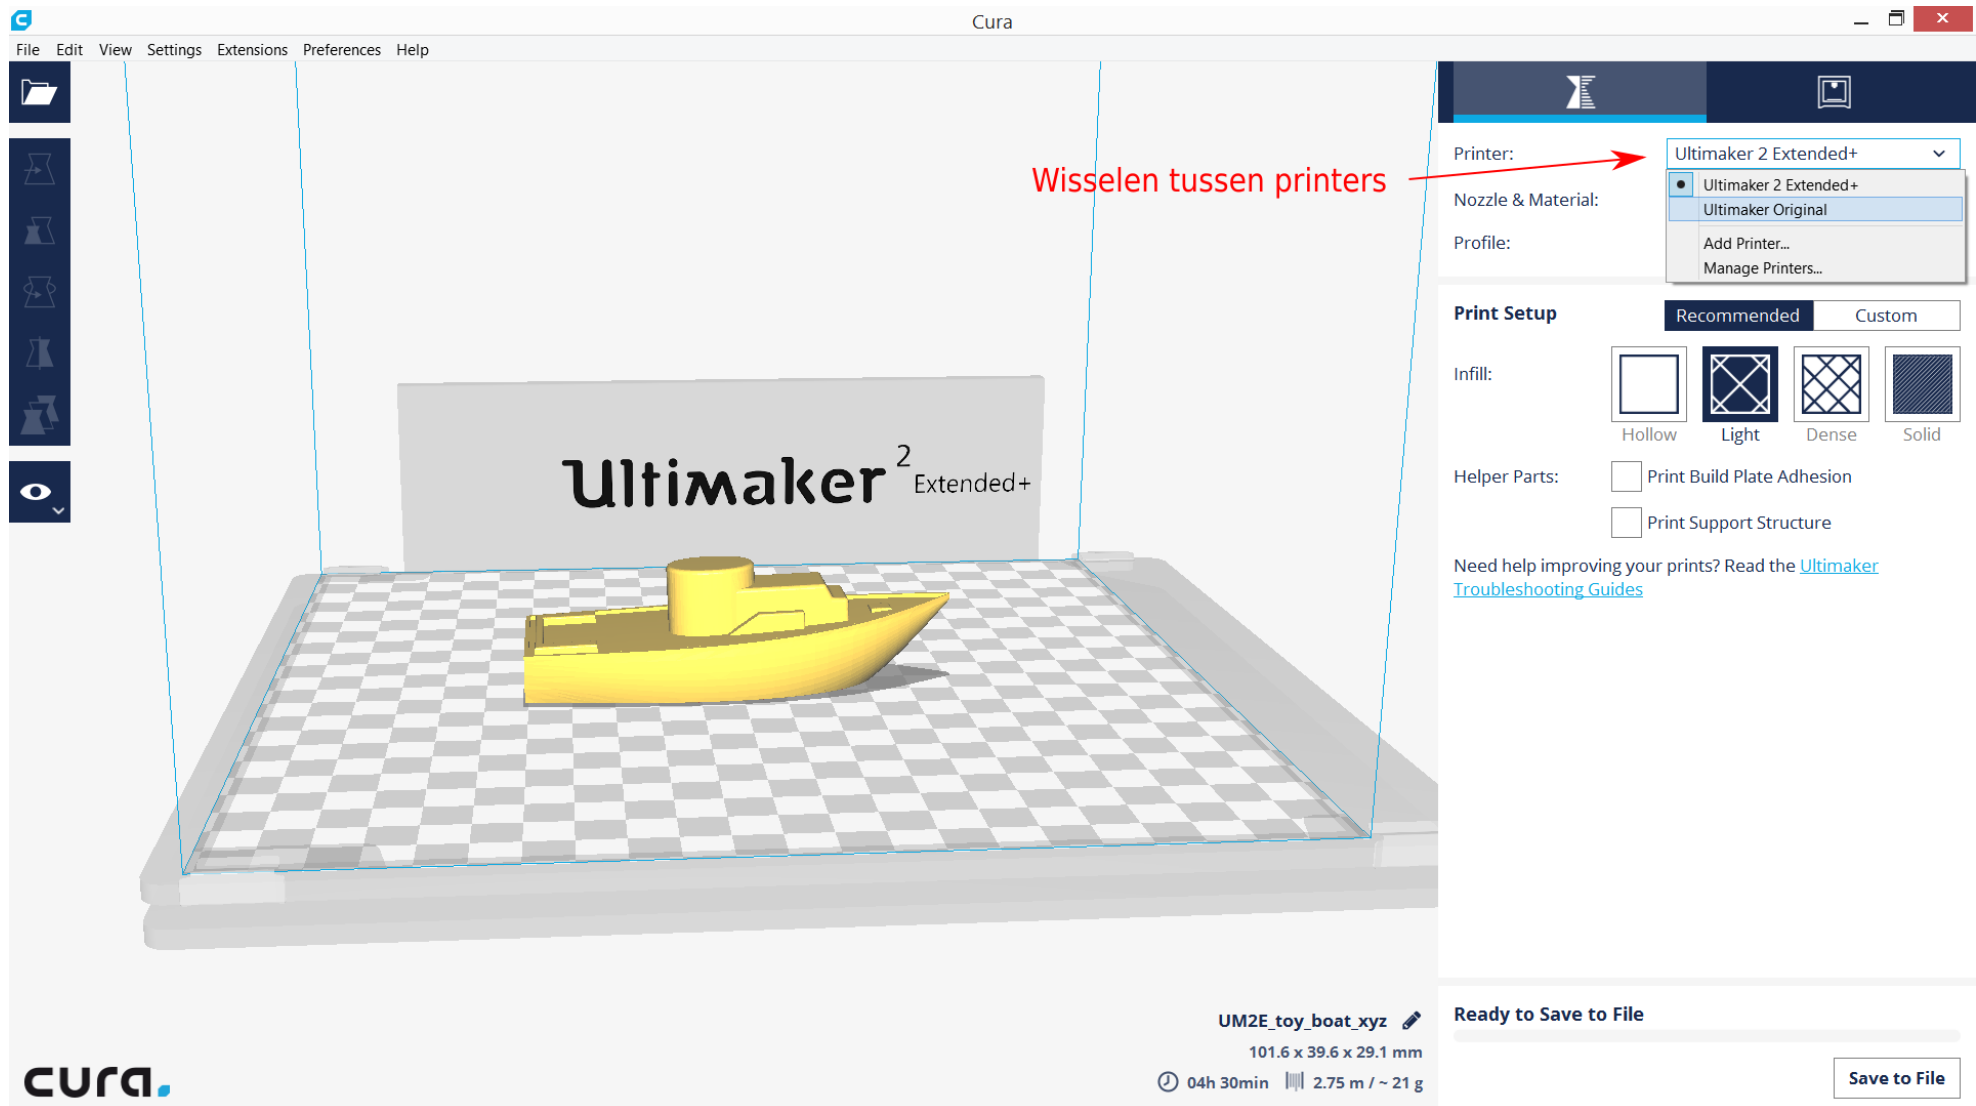 Cura
File Edit View Settings Extensions Preferences Help
Printer: Ultimaker 2 Extended+
Wisselen tussen printers
Ultimaker 2 Extended+
Ultimaker Original
Nozzle & Material:
Profile:
Add Printer...
Manage Printers...
Print Setup Recommended Custom
Infill:
Hollow Light Dense Solid
Helper Parts: Print Build Plate Adhesion
Print Support Structure
Need help improving your prints? Read the Ultimaker
Troubleshooting Guides
Ultimaker 2 Extended+
UM2E_toy_boat_xyz
101.6 x 39.6 x 29.1 mm
04h 30min 2.75 m / ~ 21 g
Ready to Save to File
Save to File
cura.